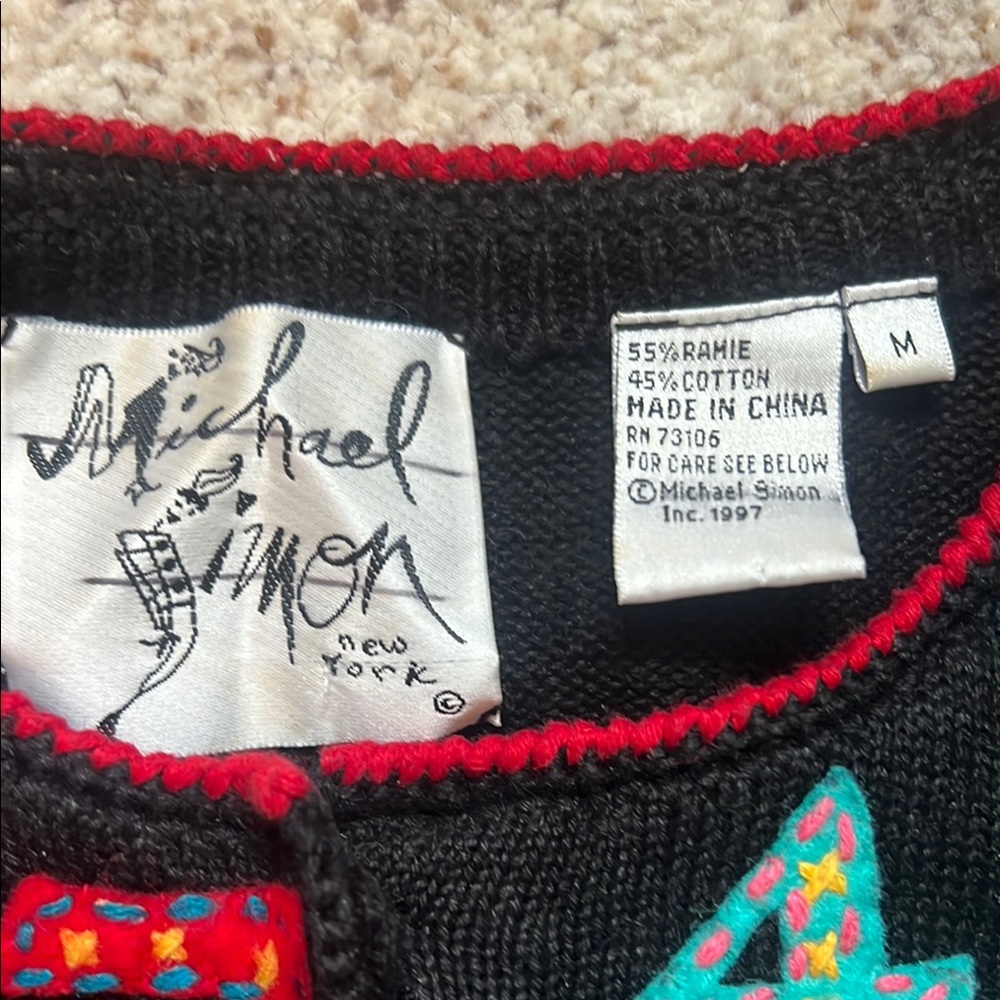 Michael
Simon
new
York
©
55% RAMIE
45% COTTON
MADE IN CHINA
RN 73106
FOR CARE SEE BELOW
©Michael Simon
Inc. 1997
M